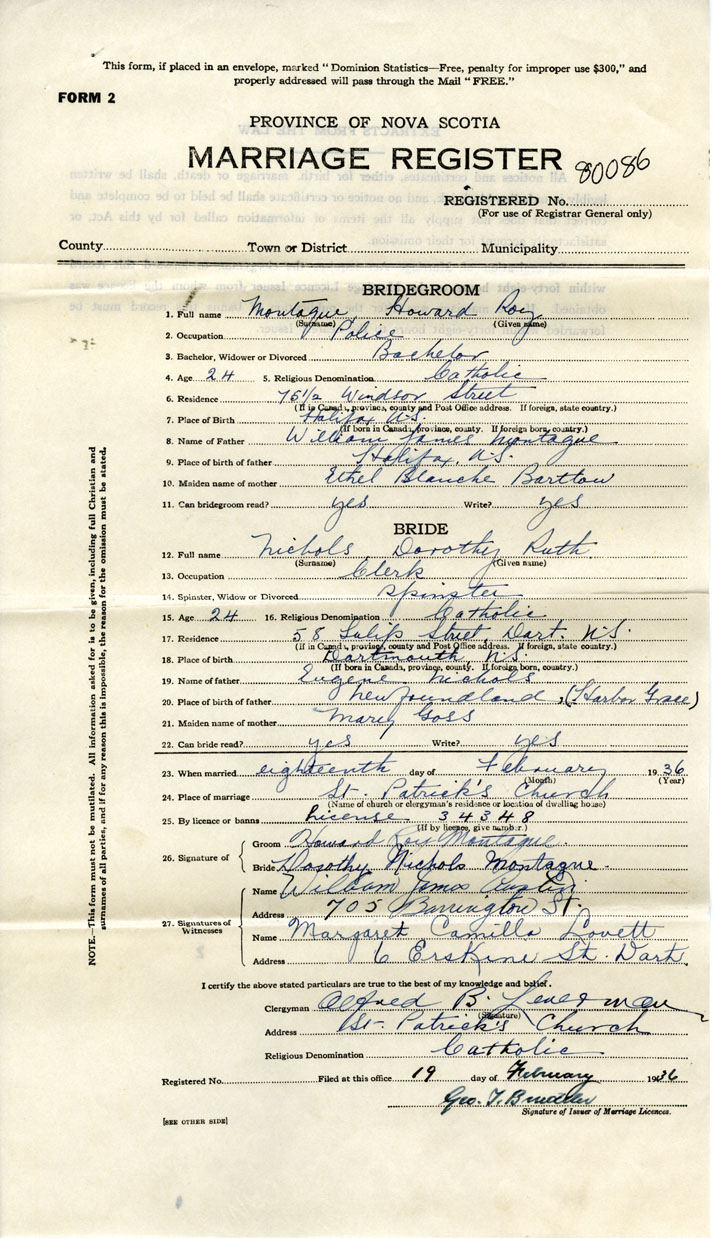 This form, if placed in an envelope, marked "Dominion Statistics—Free, penalty for improper use $300," and
properly addressed will pass through the Mail "FREE."
FORM 2
PROVINCE OF NOVA SCOTIA
MARRIAGE REGISTER 80086
REGISTERED No.
(For use of Registrar General only)
County Town or District Municipality
BRIDEGROOM
1. Full name Montague, Howard Roy
(Surname) (Given name)
2. Occupation Police
3. Bachelor, Widower or Divorced Bachelor
4. Age 24 5. Religious Denomination Catholic
6. Residence 76 1/2 Windsor Street
(If in Canada, province, county and Post Office address. If foreign, state country.)
7. Place of Birth Halifax N.S.
(If born in Canada, province, county. If foreign born, country.)
8. Name of Father William James Montague
9. Place of birth of father Halifax, N.S.
10. Maiden name of mother Ethel Blanche Bartlow
11. Can bridegroom read? yes Write? yes
BRIDE
12. Full name Nichols, Dorothy Ruth
(Surname) (Given name)
13. Occupation Clerk
14. Spinster, Widow or Divorced Spinster
15. Age 24 16. Religious Denomination Catholic
17. Residence 58 Tulip Street, Dart. N.S.
(If in Canada, province, county and Post Office address. If foreign, state country.)
18. Place of birth Dartmouth N.S.
(If born in Canada, province, county. If foreign born, country.)
19. Name of father Eugene Nichols
20. Place of birth of father Newfoundland, (Harbor Grace)
21. Maiden name of mother Mary Goss
22. Can bride read? yes Write? yes
23. When married eighteenth day of February 1936
(Month) (Year)
24. Place of marriage St. Patrick's Church
(Name of church or clergyman's residence or location of dwelling house)
25. By licence or banns License 34348
(If by licence, give number.)
Groom Howard Roy Montague
26. Signature of
Bride Dorothy Nichols Montague
Name William James
Address 705 Barrington St.
27. Signatures of
Witnesses
Name Margaret Camilla Lovett
Address 6 Erskine St. Dart.
I certify the above stated particulars are true to the best of my knowledge and belief.
Clergyman Alfred B.
(Signature)
Address St. Patrick's Church
Religious Denomination Catholic
Registered No. Filed at this office 19 day of February 1936
Geo. T.
Signature of Issuer of Marriage Licences.
[SEE OTHER SIDE]
NOTE.—This form must not be mutilated. All information asked for is to be given, including full Christian and
surnames of all parties, and if for any reason this is impossible, the reason for the omission must be stated.